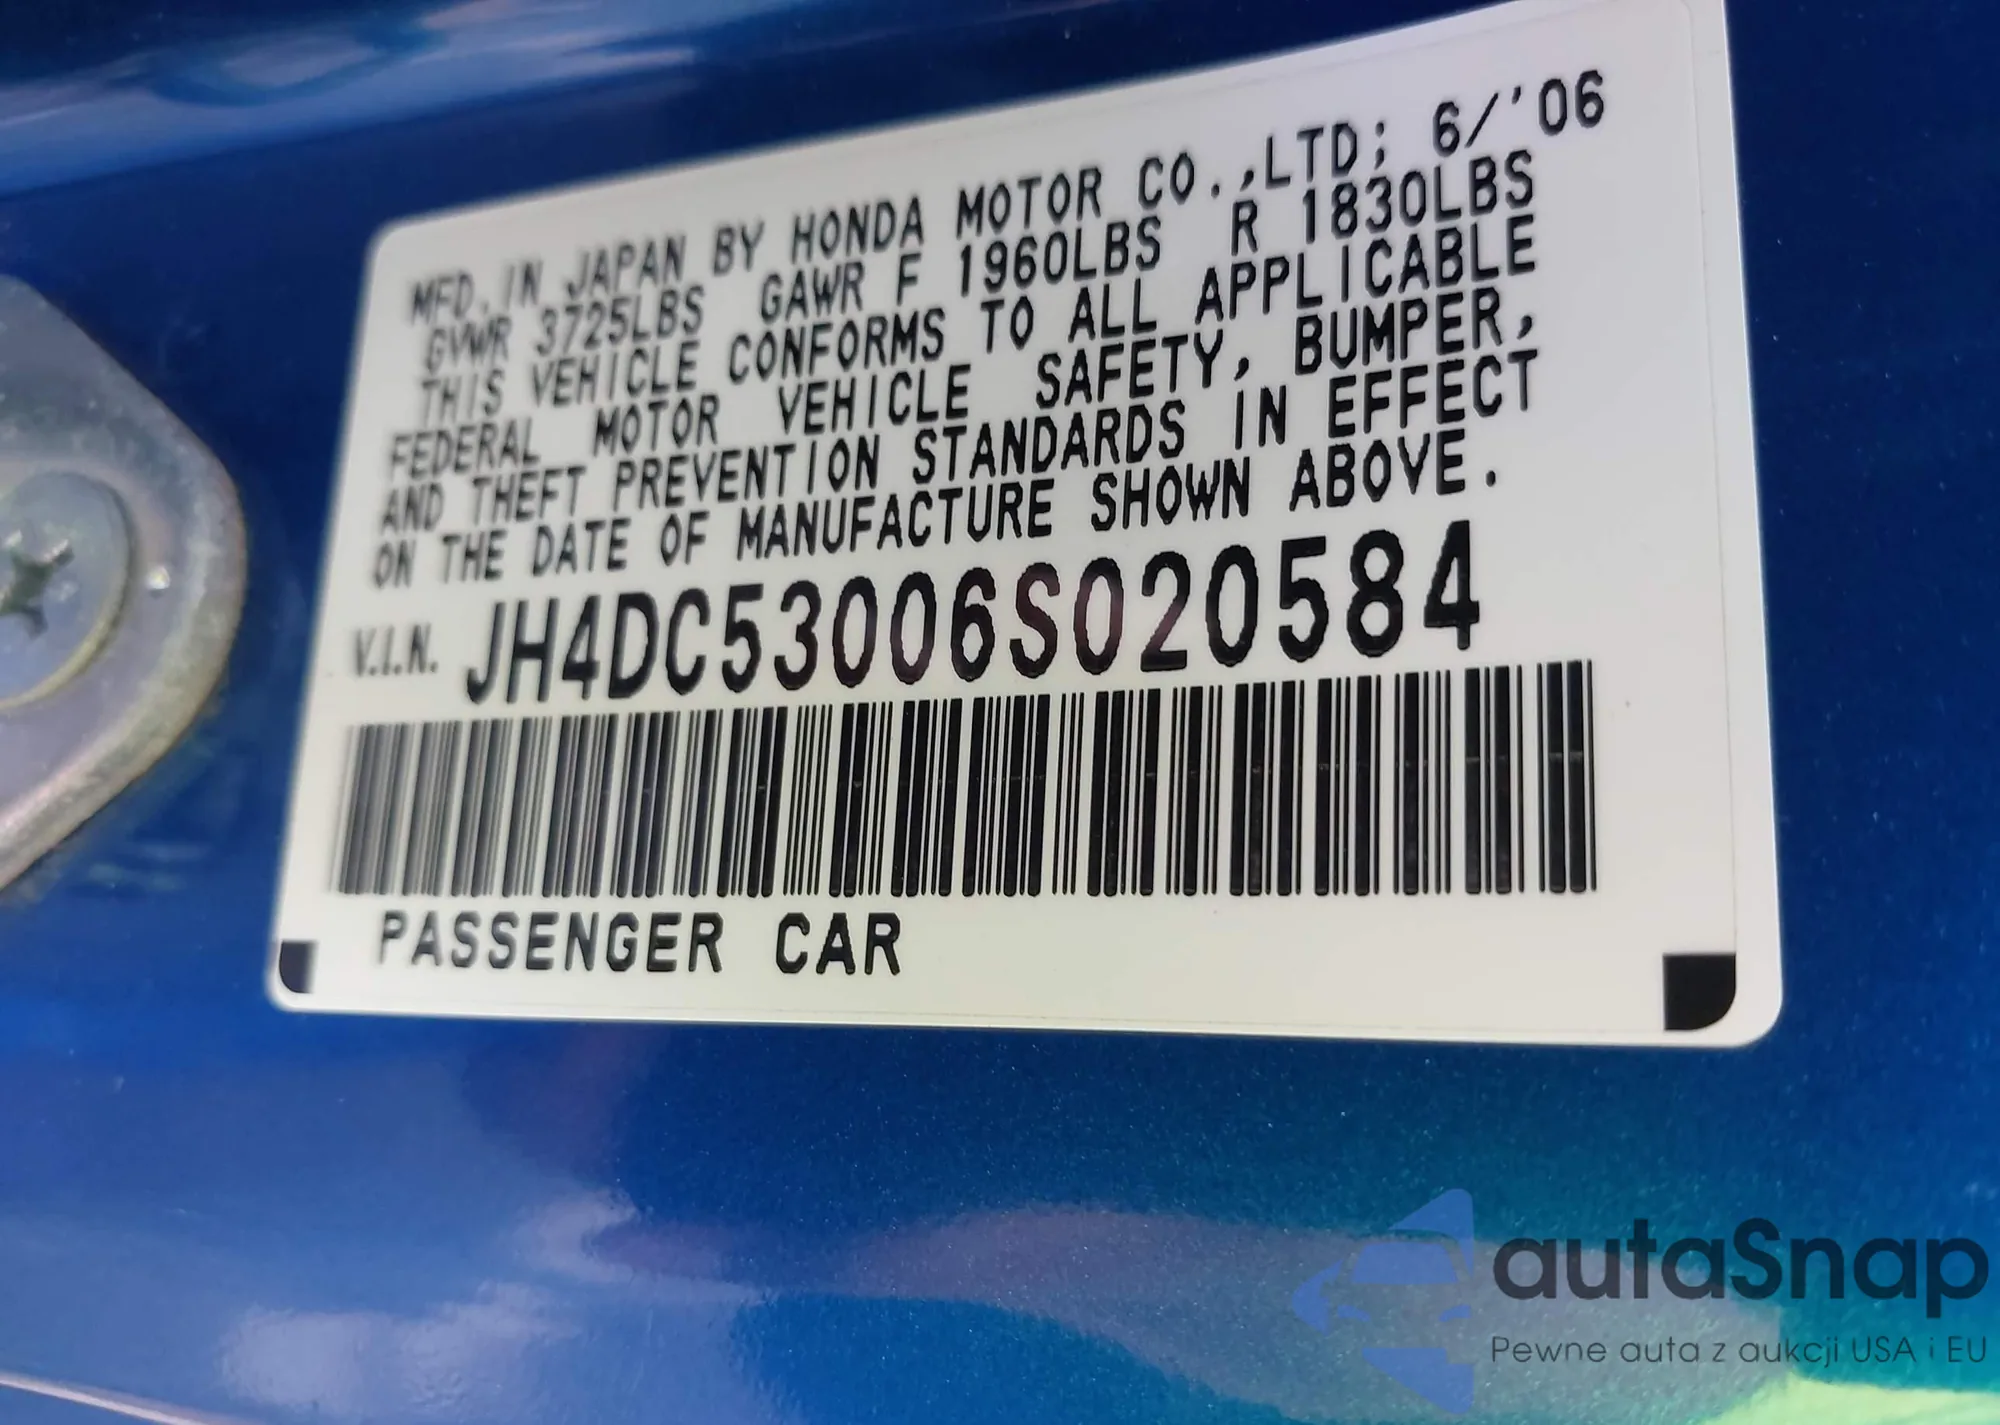 MFD. IN JAPAN BY HONDA MOTOR CO.,LTD; 6/'06
GVWR 3725LBS GAWR F 1960LBS R 1830LBS
THIS VEHICLE CONFORMS TO ALL APPLICABLE
FEDERAL MOTOR VEHICLE SAFETY, BUMPER,
AND THEFT PREVENTION STANDARDS IN EFFECT
ON THE DATE OF MANUFACTURE SHOWN ABOVE.
V.I.N. JH4DC53006S020584
PASSENGER CAR
autaSnap
Pewne auta z aukcji USA i EU